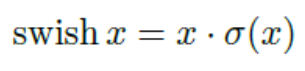 swish x = x · σ(x)